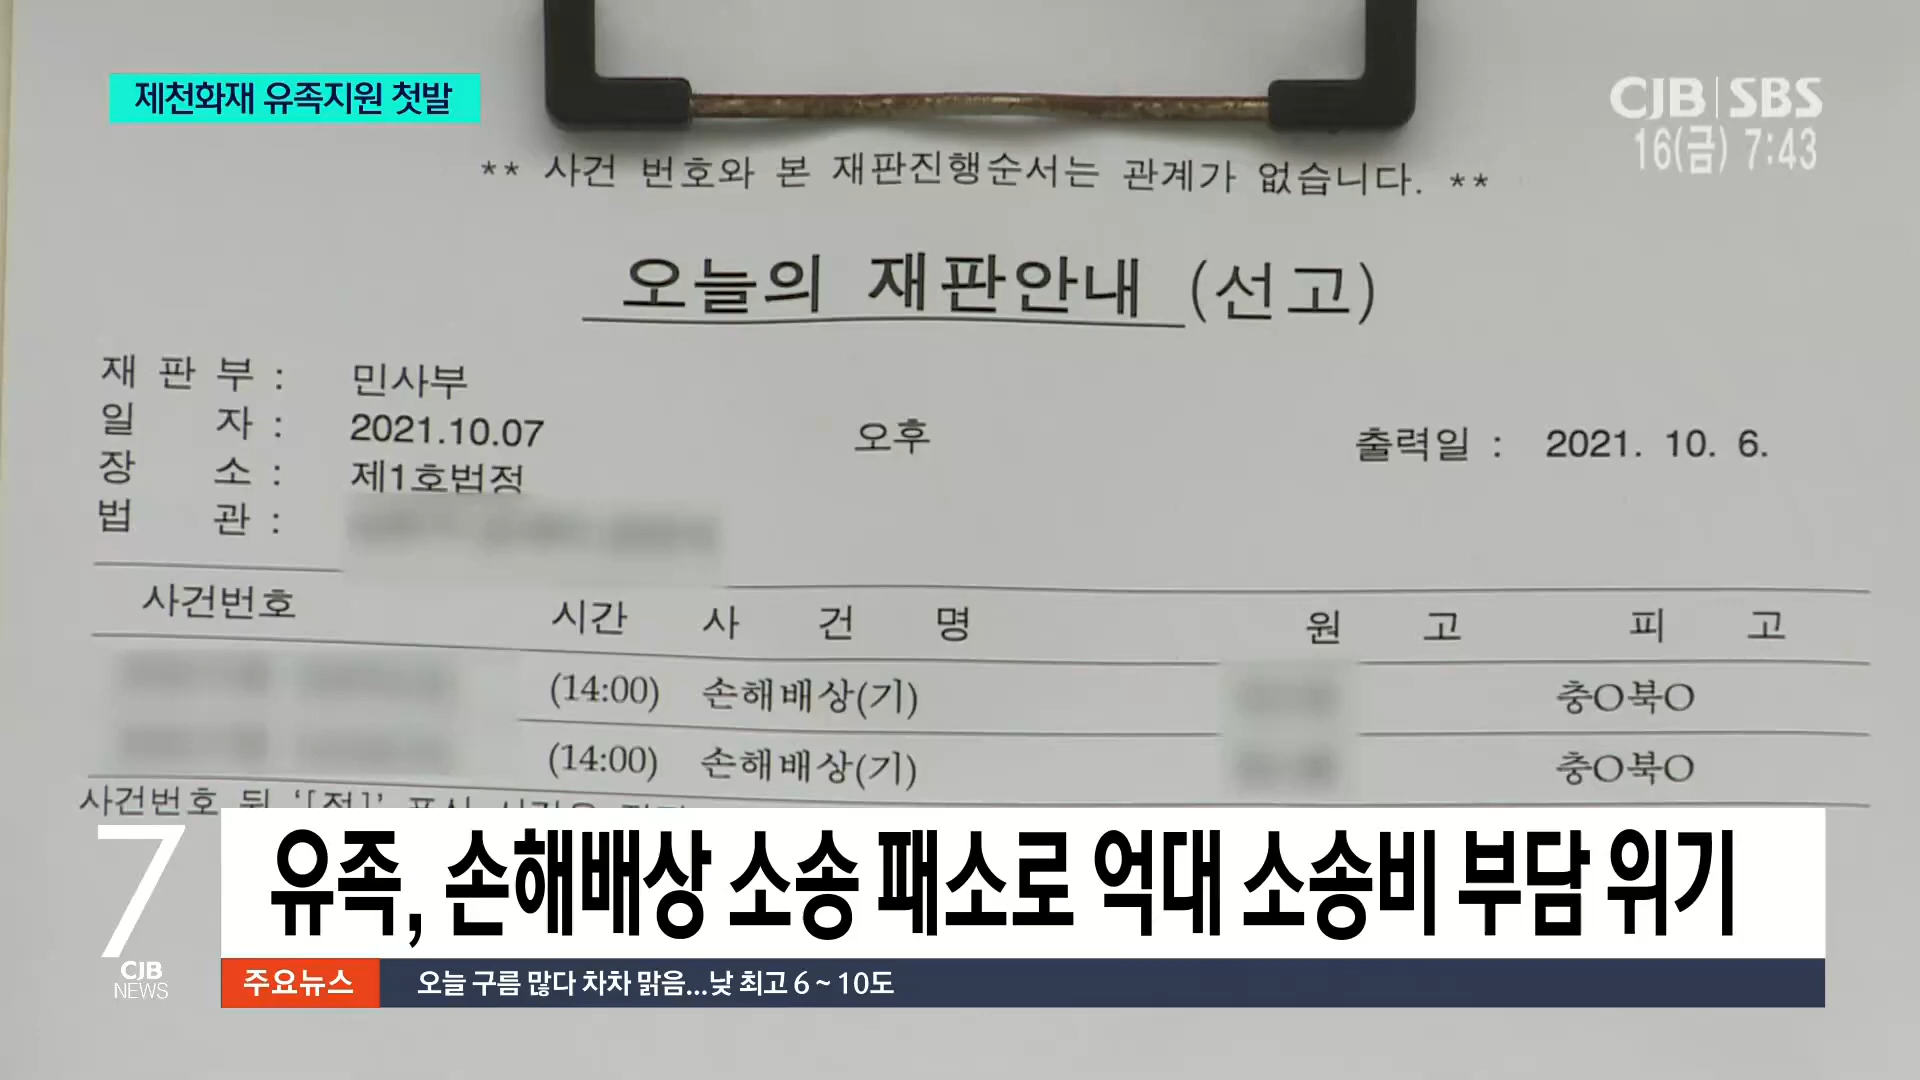 제천화재 유족지원 첫발
CJB SBS
16(금) 7:43
** 사건 번호와 본 재판진행순서는 관계가 없습니다. **
오늘의 재판안내 (선고)
재 판 부 : 민사부
일 자 : 2021.10.07 오후 출력일 : 2021. 10. 6.
장 소 : 제1호법정
법 관 :
사건번호 시간 사 건 명 원 고 피 고
(14:00) 손해배상(기) 충O북O
(14:00) 손해배상(기) 충O북O
사건번호 뒤
7
CJB
NEWS
유족, 손해배상 소송 패소로 억대 소송비 부담 위기
주요뉴스 오늘 구름 많다 차차 맑음...낮 최고 6 ~ 10도